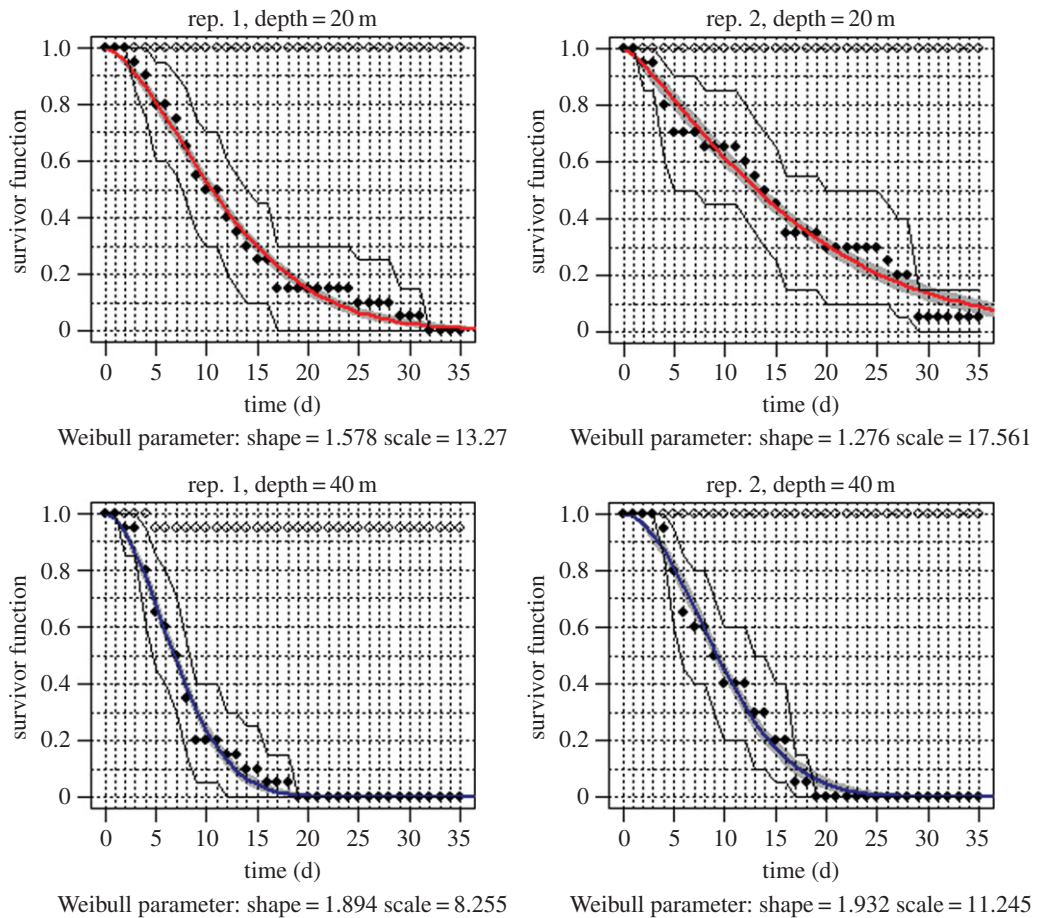 rep. 1, depth = 20 m
survivor function
1.0
0.8
0.6
0.4
0.2
0
0 5 10 15 20 25 30 35
time (d)
Weibull parameter: shape = 1.578 scale = 13.27
rep. 2, depth = 20 m
survivor function
1.0
0.8
0.6
0.4
0.2
0
0 5 10 15 20 25 30 35
time (d)
Weibull parameter: shape = 1.276 scale = 17.561
rep. 1, depth = 40 m
survivor function
1.0
0.8
0.6
0.4
0.2
0
0 5 10 15 20 25 30 35
time (d)
Weibull parameter: shape = 1.894 scale = 8.255
rep. 2, depth = 40 m
survivor function
1.0
0.8
0.6
0.4
0.2
0
0 5 10 15 20 25 30 35
time (d)
Weibull parameter: shape = 1.932 scale = 11.245